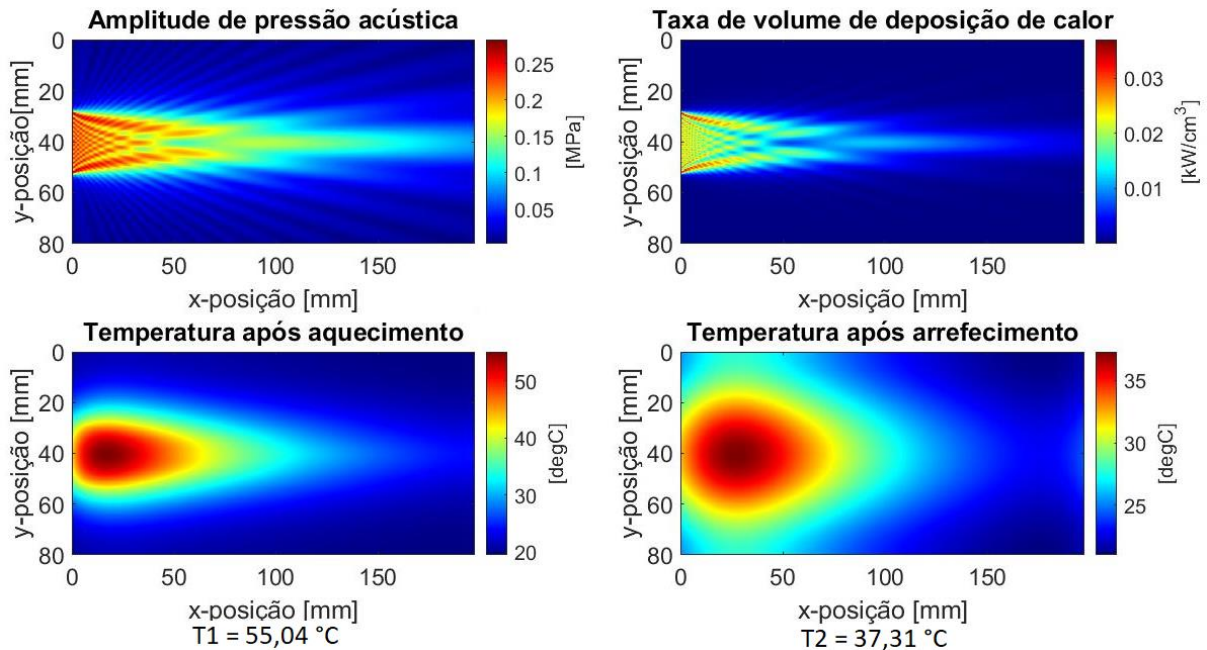 Amplitude de pressão acústica
0
20
40
60
80
y-posição[mm]
0
50
100
150
x-posição [mm]
0.25
0.2
0.15
0.1
0.05
[MPa]
Taxa de volume de deposição de calor
0
20
40
60
80
y-posição [mm]
0
50
100
150
x-posição [mm]
0.03
0.02
0.01
[kW/cm³]
Temperatura após aquecimento
0
20
40
60
80
y-posição [mm]
0
50
100
150
x-posição [mm]
50
40
30
20
[degC]
T1 = 55,04 °C
Temperatura após arrefecimento
0
20
40
60
80
y-posição [mm]
0
50
100
150
x-posição [mm]
35
30
25
[degC]
T2 = 37,31 °C